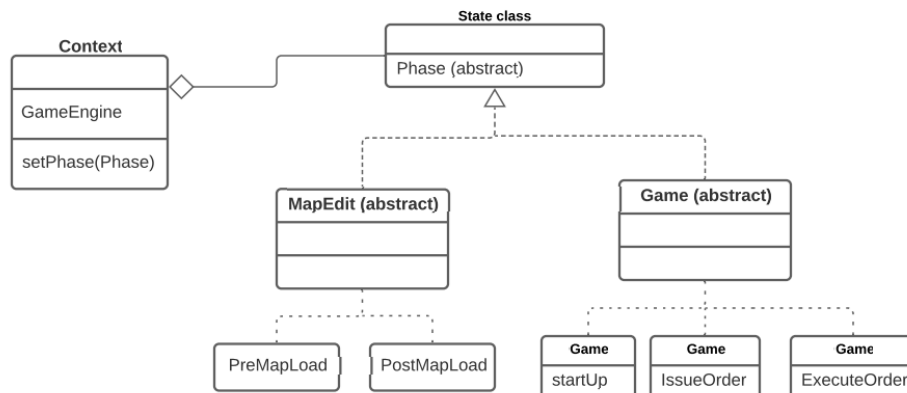 State class
Phase (abstract)
Context
GameEngine
setPhase(Phase)
MapEdit (abstract)
Game (abstract)
PreMapLoad
PostMapLoad
Game
startUp
Game
IssueOrder
Game
ExecuteOrder